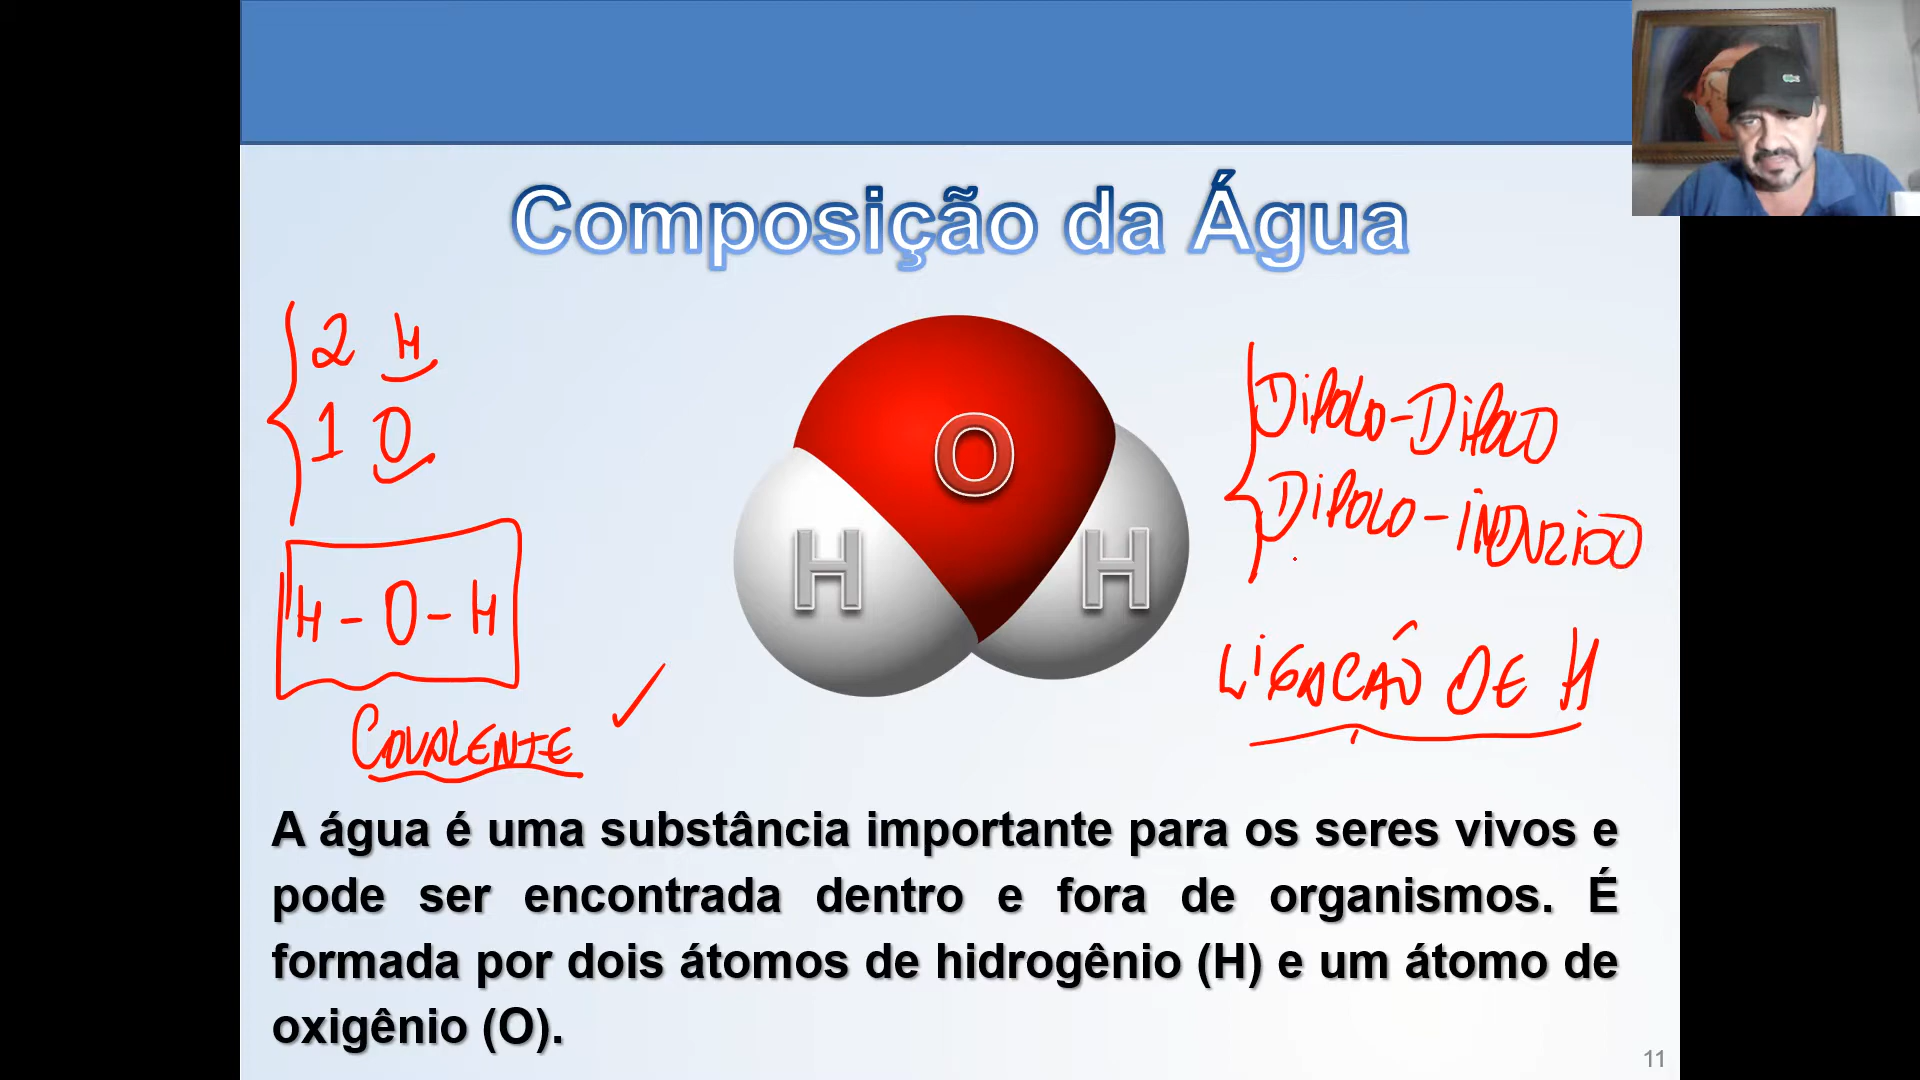 Composição da Água
2 H
1 O
H - O - H
COVALENTE
O
H
H
DIPOLO-DIPOLO
DIPOLO-INDUZIDO
LIGAÇÃO DE H
A água é uma substância importante para os seres vivos e
pode ser encontrada dentro e fora de organismos. É
formada por dois átomos de hidrogênio (H) e um átomo de
oxigênio (O).
11